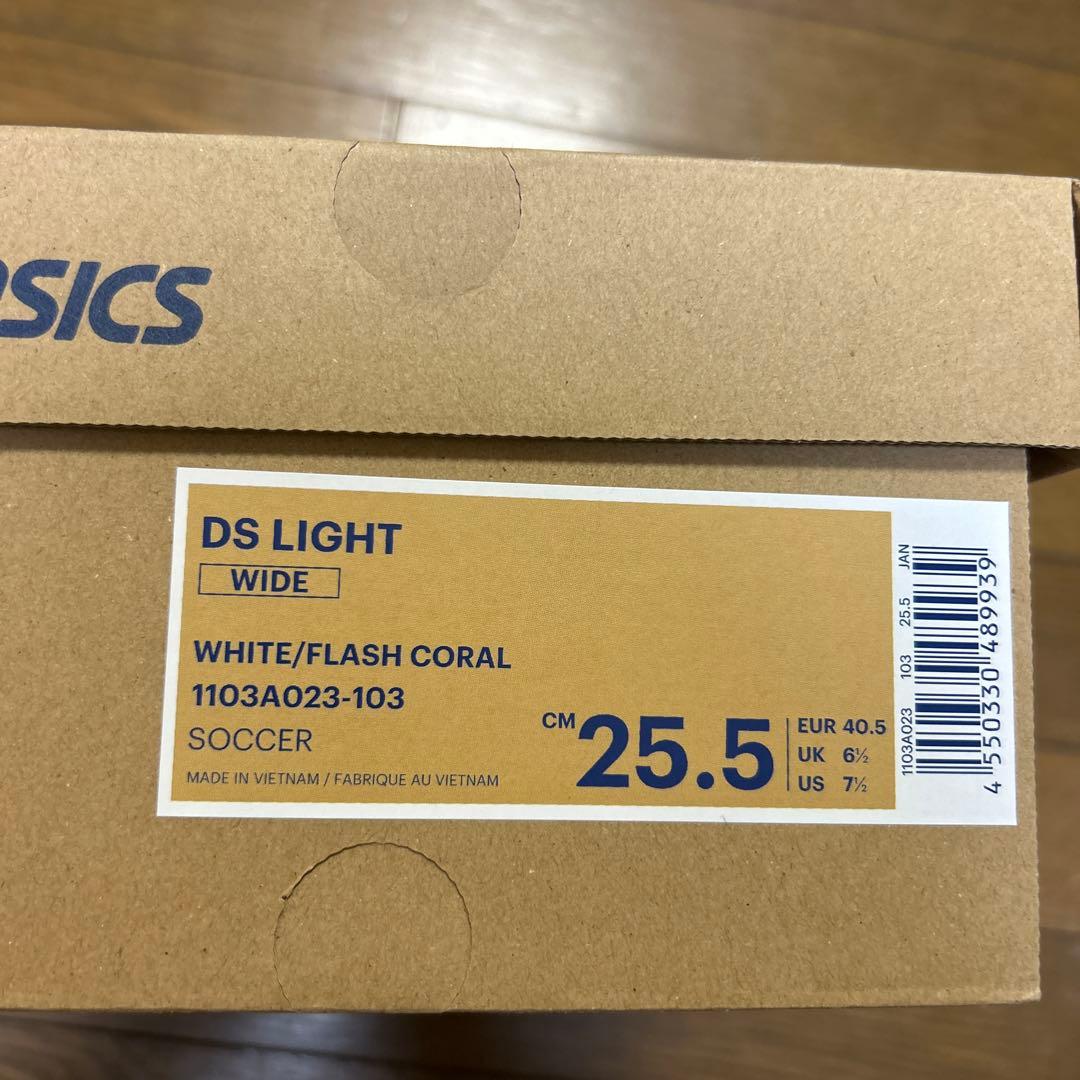 ASICS
DS LIGHT
WIDE
WHITE/FLASH CORAL
1103A023-103
SOCCER
MADE IN VIETNAM / FABRIQUE AU VIETNAM
CM 25.5
EUR 40.5
UK 6½
US 7½
1103A023 103 25.5 JAN
4 550330 489939